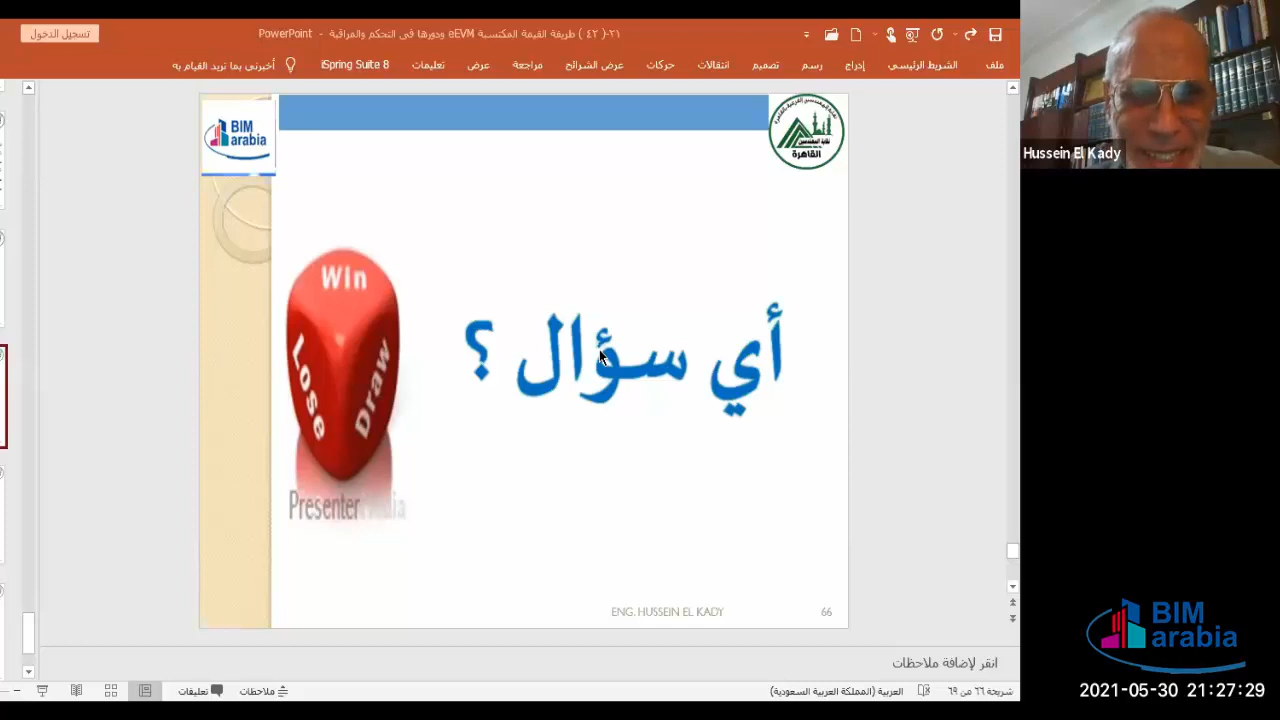 تسجيل الدخول
٢١-( ٤٢ ) طريقة القيمة المكتسبة eEVM ودورها فى التحكم والمراقبة - PowerPoint
ملف الشريط الرئيسي إدراج رسم تصميم انتقالات حركات عرض الشرائح مراجعة عرض تعليمات iSpring Suite 8 أخبرني بما تريد القيام به
Hussein El Kady
BIM
arabia
القاهرة
Win
Lose
Draw
أي سؤال ؟
Presenter
ENG. HUSSEIN EL KADY
66
انقر لإضافة ملاحظات
شريحة ٦٦ من ٦٩
العربية (المملكة العربية السعودية)
ملاحظات
تعليقات
BIM
arabia
2021-05-30 21:27:29